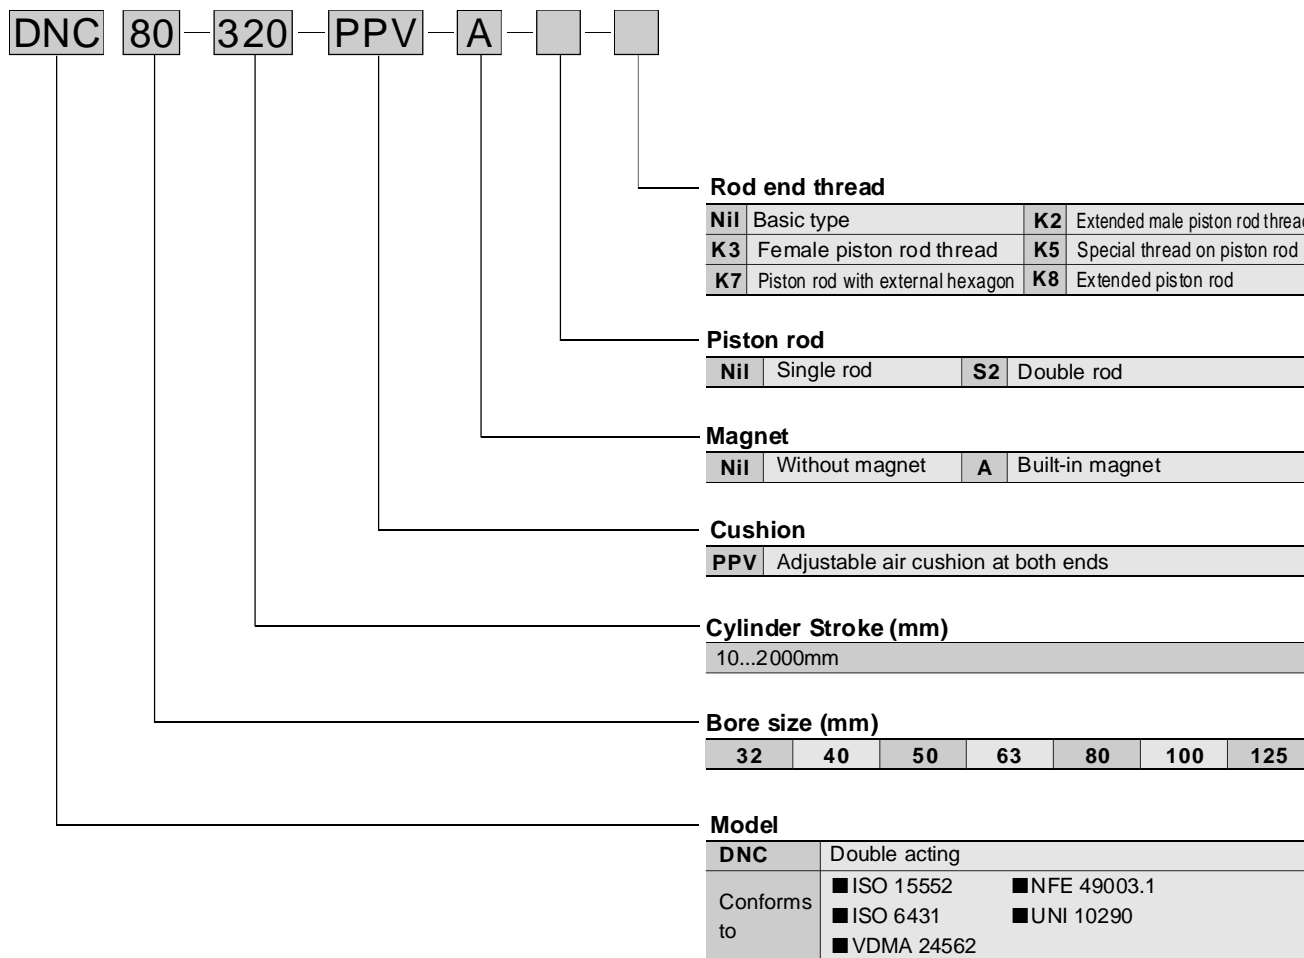 DNC 80 - 320 - PPV - A - -
Rod end thread
Nil Basic type K2 Extended male piston rod
K3 Female piston rod thread K5 Special thread on piston rod
K7 Piston rod with external hexagon K8 Extended piston rod
Piston rod
Nil Single rod S2 Double rod
Magnet
Nil Without magnet A Built-in magnet
Cushion
PPV Adjustable air cushion at both ends
Cylinder Stroke (mm)
10...2000mm
Bore size (mm)
32 40 50 63 80 100 125
Model
DNC Double acting
Conforms to
■ISO 15552 ■NFE 49003.1
■ISO 6431 ■UNI 10290
■VDMA 24562